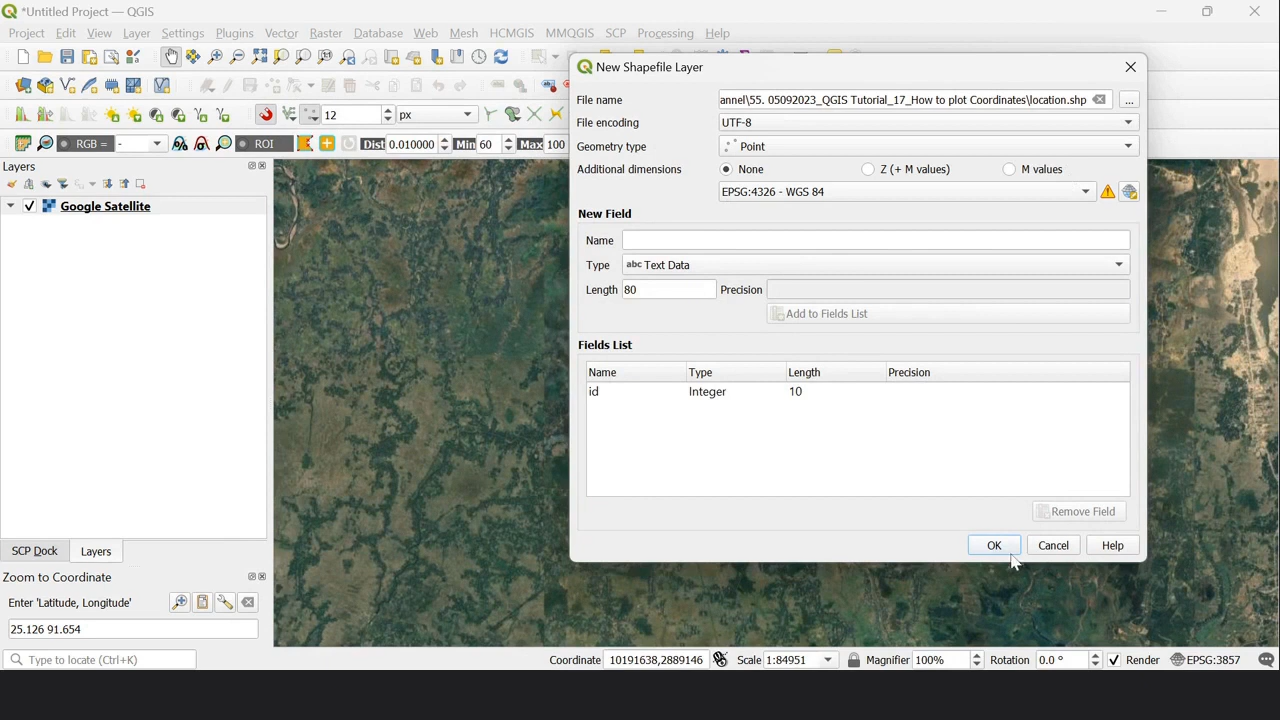 *Untitled Project — QGIS
Project Edit View Layer Settings Plugins Vector Raster Database Web Mesh HCMGIS MMQGIS SCP Processing Help
12 px
RGB = - ROI Dist 0.010000 Min 60 Max 100
Layers
Google Satellite
SCP Dock Layers
Zoom to Coordinate
Enter 'Latitude, Longitude'
25.126 91.654
Type to locate (Ctrl+K)
Coordinate 10191638,2889146 Scale 1:84951 Magnifier 100% Rotation 0.0 ° Render EPSG:3857
New Shapefile Layer
File name annel\55. 05092023_QGIS Tutorial_17_How to plot Coordinates\location.shp ...
File encoding UTF-8
Geometry type Point
Additional dimensions None Z (+ M values) M values
EPSG:4326 - WGS 84
New Field
Name
Type abc Text Data
Length 80 Precision
Add to Fields List
Fields List
Name Type Length Precision
id Integer 10
Remove Field
OK Cancel Help